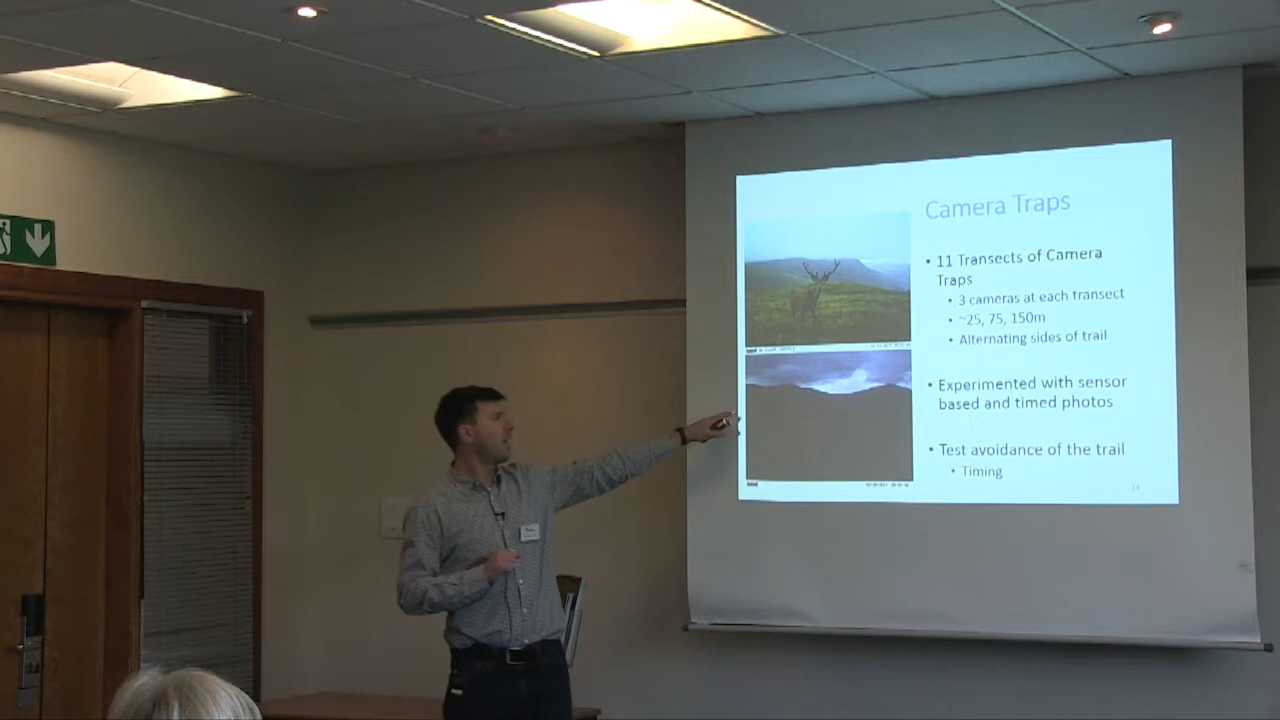 Camera Traps
• 11 Transects of Camera
Traps
• 3 cameras at each transect
• ~25, 75, 150m
• Alternating sides of trail
• Experimented with sensor
based and timed photos
• Test avoidance of the trail
• Timing